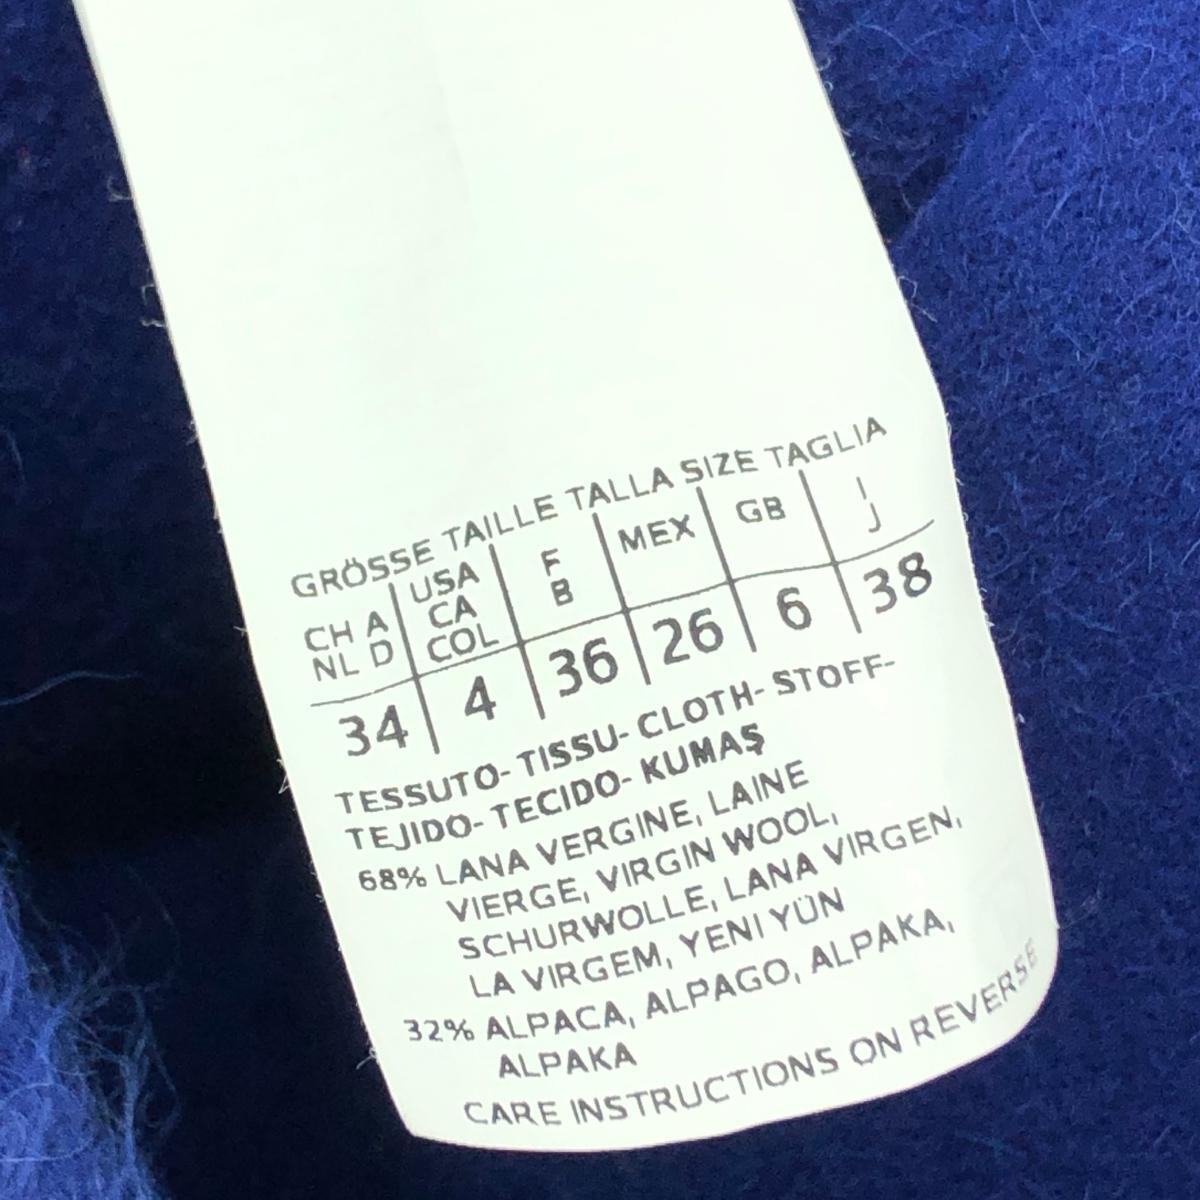 GRÖSSE TAILLE TALLA SIZE TAGLIA
CH A NL D | USA CA COL | F B | MEX | GB | I J
34 | 4 | 36 | 26 | 6 | 38
TESSUTO- TISSU- CLOTH- STOFF-
TEJIDO- TECIDO- KUMAŞ
68% LANA VERGINE, LAINE
VIERGE, VIRGIN WOOL,
SCHURWOLLE, LANA VIRGEN,
LA VIRGEM, YENI YÜN
32% ALPACA, ALPAGO, ALPAKA,
ALPAKA
CARE INSTRUCTIONS ON REVERSE